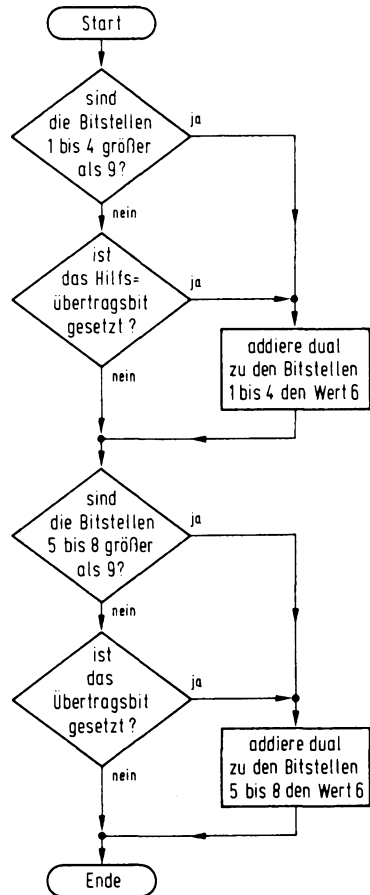 Start
sind
die Bitstellen
1 bis 4 größer
als 9?
ja
nein
ist
das Hilfs=
übertragsbit
gesetzt?
ja
nein
addiere dual
zu den Bitstellen
1 bis 4 den Wert 6
sind
die Bitstellen
5 bis 8 größer
als 9?
ja
nein
ist
das
Übertragsbit
gesetzt?
ja
nein
addiere dual
zu den Bitstellen
5 bis 8 den Wert 6
Ende